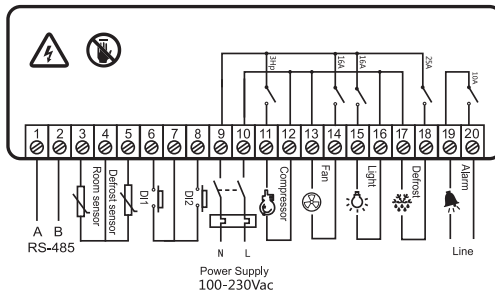 3Hp
16A
16A
25A
10A
1 2 3 4 5 6 7 8 9 10 11 12 13 14 15 16 17 18 19 20
Room sensor
Defrost sensor
DI1
DI2
Compressor
Fan
Light
Defrost
Alarm
A B
RS-485
N L
Line
Power Supply
100-230Vac